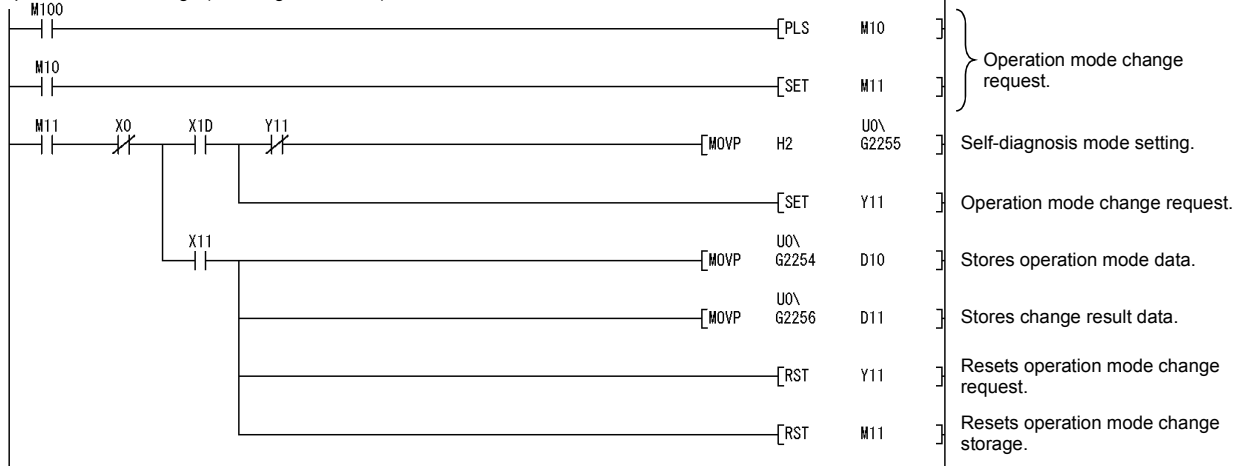 M100
[PLS M10 ]
Operation mode change
request.
M10
[SET M11 ]
M11 X0 X1D Y11
[MOVP H2 U0\
G2255 ]
Self-diagnosis mode setting.
[SET Y11 ]
Operation mode change request.
X11
[MOVP U0\
G2254 D10 ]
Stores operation mode data.
[MOVP U0\
G2256 D11 ]
Stores change result data.
[RST Y11 ]
Resets operation mode change
request.
[RST M11 ]
Resets operation mode change
storage.